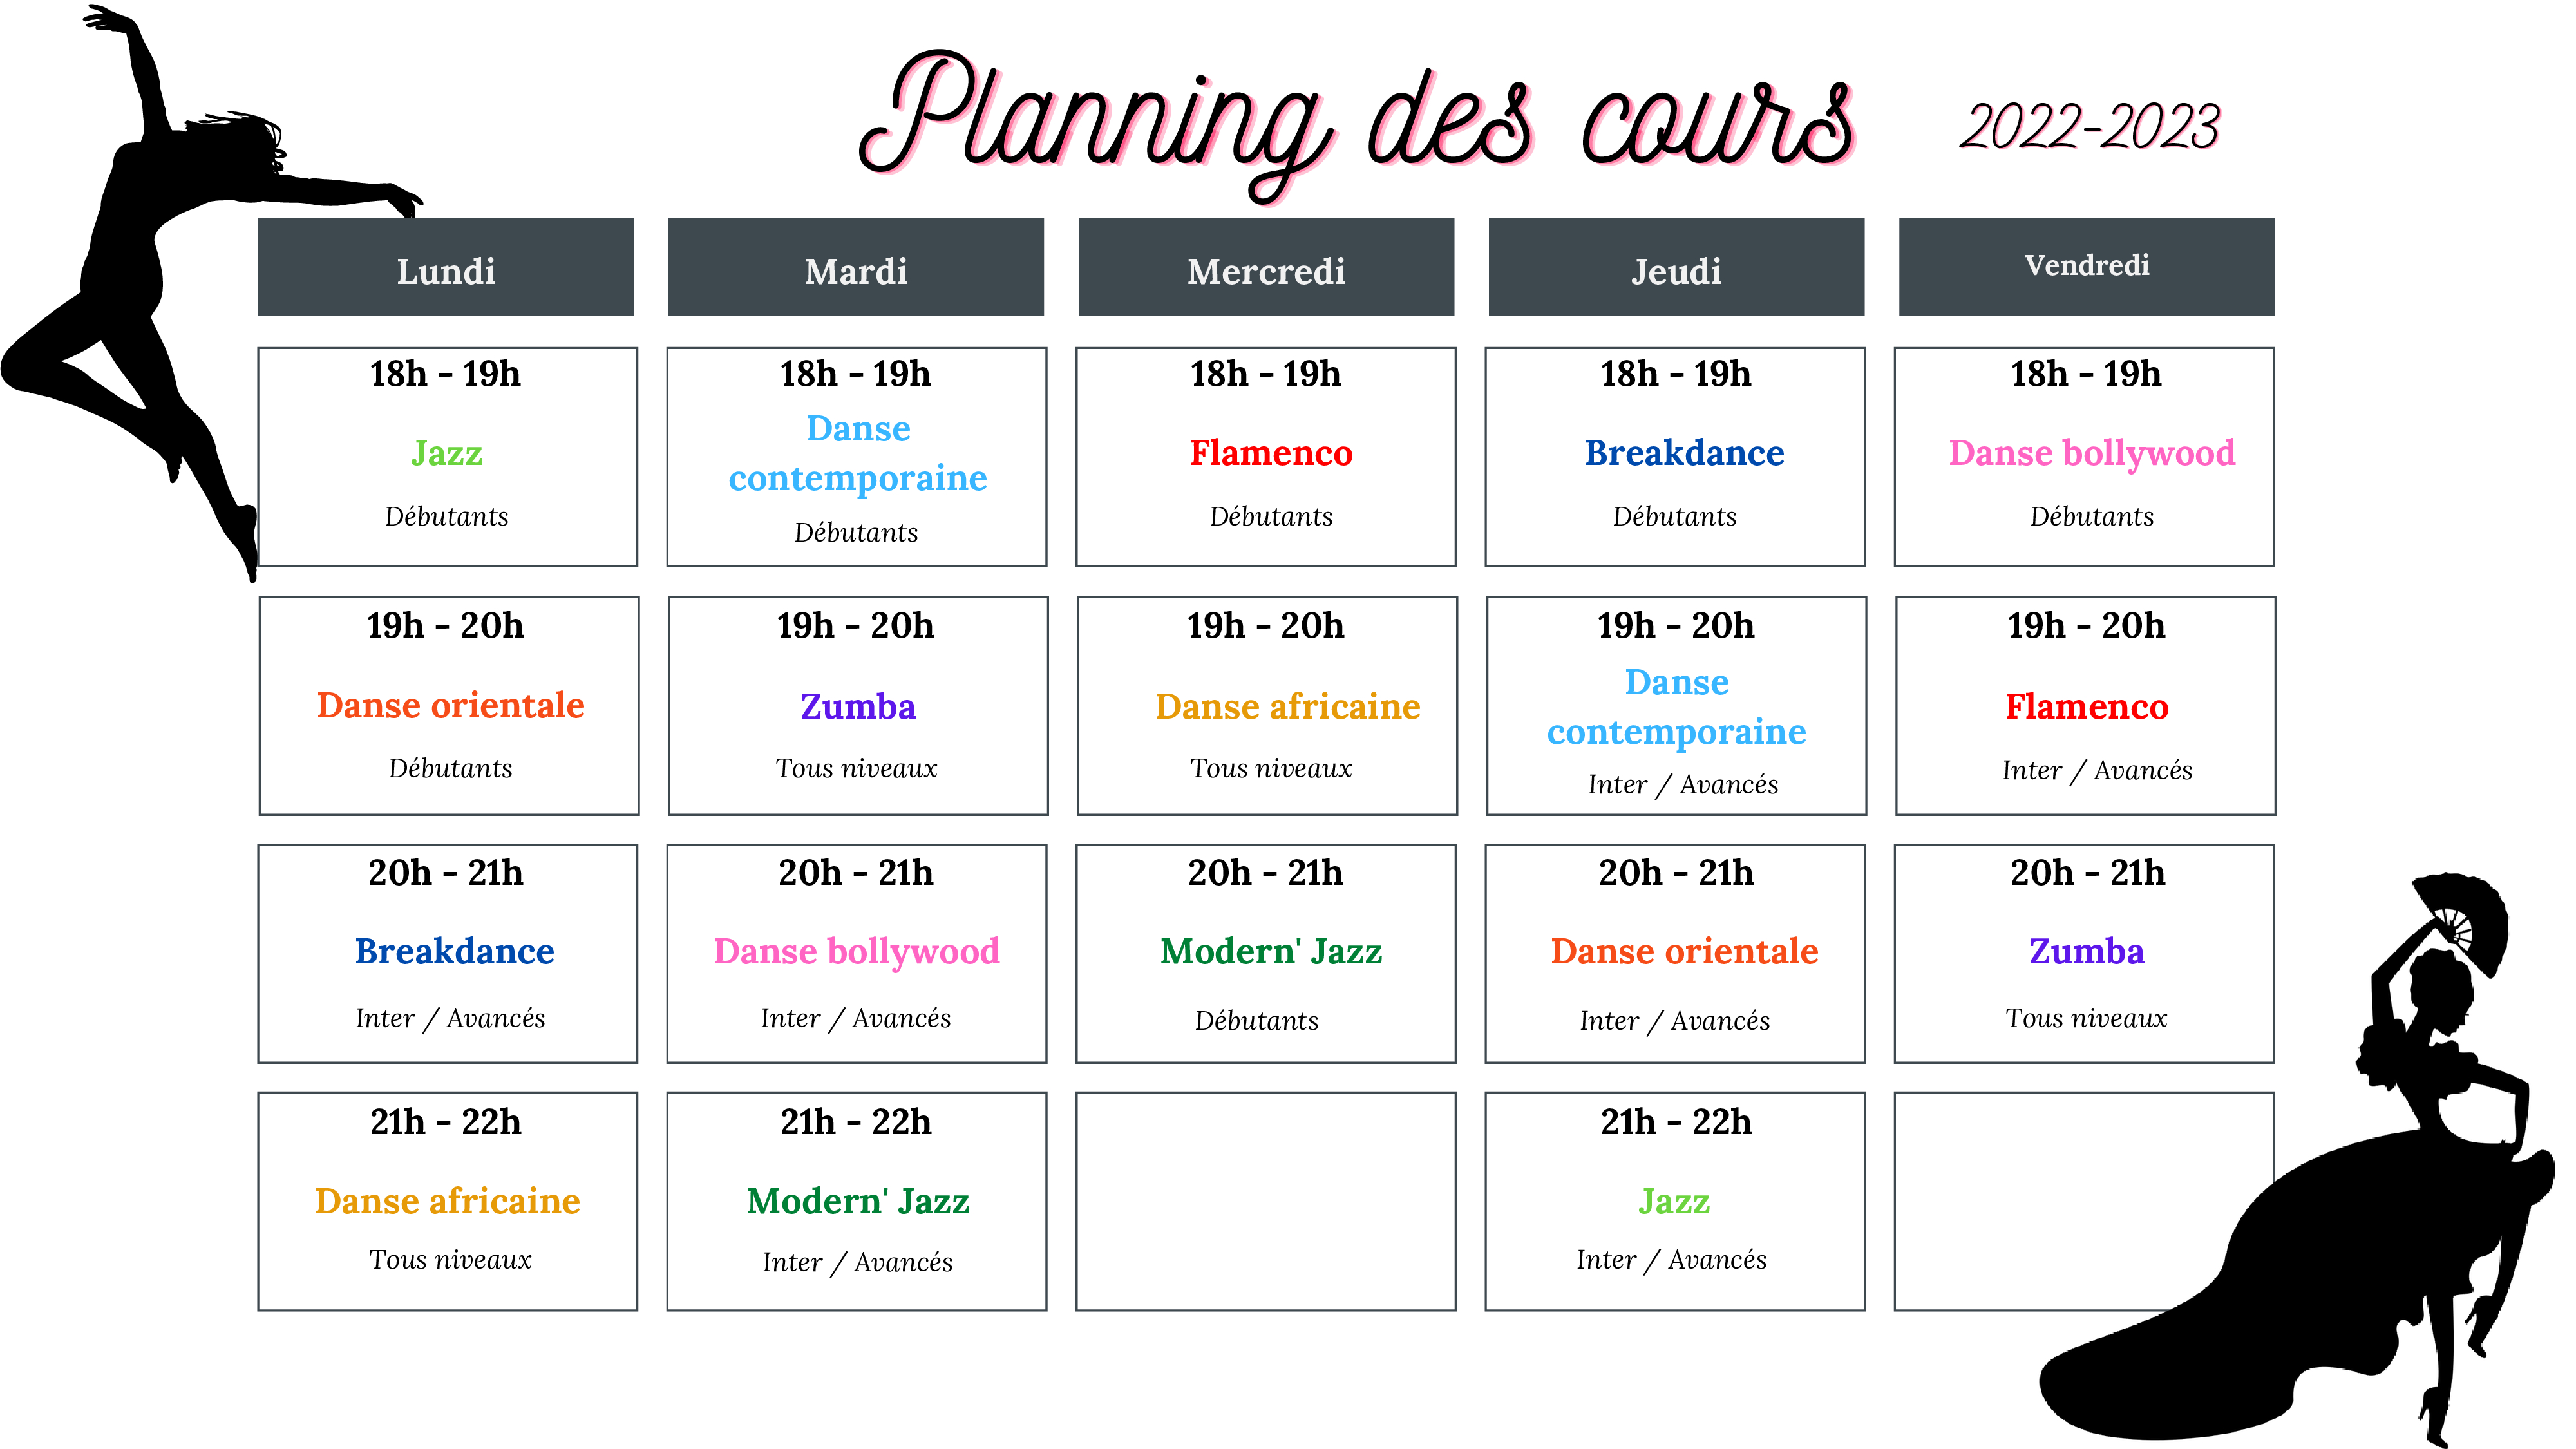 Planning des cours 2022-2023
Lundi
Mardi
Mercredi
Jeudi
Vendredi
18h - 19h
Jazz
Débutants
18h - 19h
Danse
contemporaine
Débutants
18h - 19h
Flamenco
Débutants
18h - 19h
Breakdance
Débutants
18h - 19h
Danse bollywood
Débutants
19h - 20h
Danse orientale
Débutants
19h - 20h
Zumba
Tous niveaux
19h - 20h
Danse africaine
Tous niveaux
19h - 20h
Danse
contemporaine
Inter / Avancés
19h - 20h
Flamenco
Inter / Avancés
20h - 21h
Breakdance
Inter / Avancés
20h - 21h
Danse bollywood
Inter / Avancés
20h - 21h
Modern' Jazz
Débutants
20h - 21h
Danse orientale
Inter / Avancés
20h - 21h
Zumba
Tous niveaux
21h - 22h
Danse africaine
Tous niveaux
21h - 22h
Modern' Jazz
Inter / Avancés
21h - 22h
Jazz
Inter / Avancés